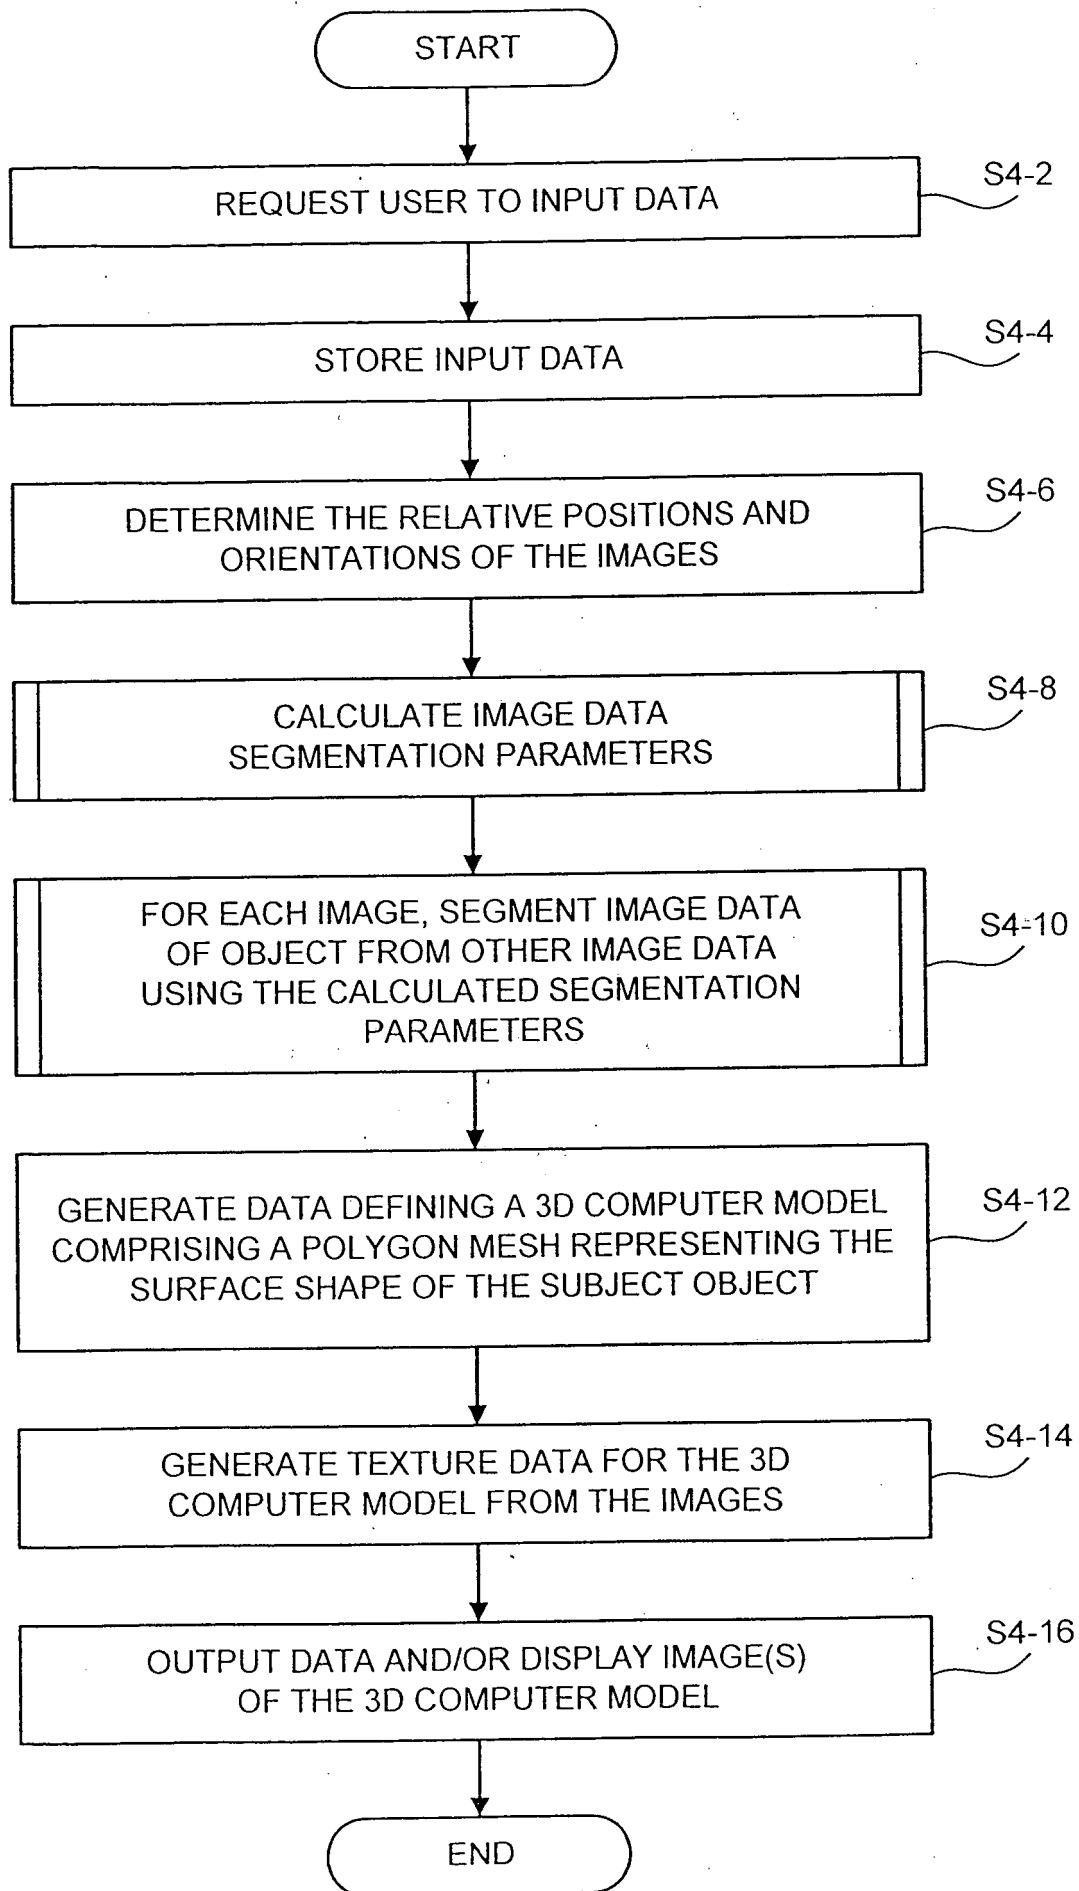 START
REQUEST USER TO INPUT DATA
S4-2
STORE INPUT DATA
S4-4
DETERMINE THE RELATIVE POSITIONS AND
ORIENTATIONS OF THE IMAGES
S4-6
CALCULATE IMAGE DATA
SEGMENTATION PARAMETERS
S4-8
FOR EACH IMAGE, SEGMENT IMAGE DATA
OF OBJECT FROM OTHER IMAGE DATA
USING THE CALCULATED SEGMENTATION
PARAMETERS
S4-10
GENERATE DATA DEFINING A 3D COMPUTER MODEL
COMPRISING A POLYGON MESH REPRESENTING THE
SURFACE SHAPE OF THE SUBJECT OBJECT
S4-12
GENERATE TEXTURE DATA FOR THE 3D
COMPUTER MODEL FROM THE IMAGES
S4-14
OUTPUT DATA AND/OR DISPLAY IMAGE(S)
OF THE 3D COMPUTER MODEL
S4-16
END